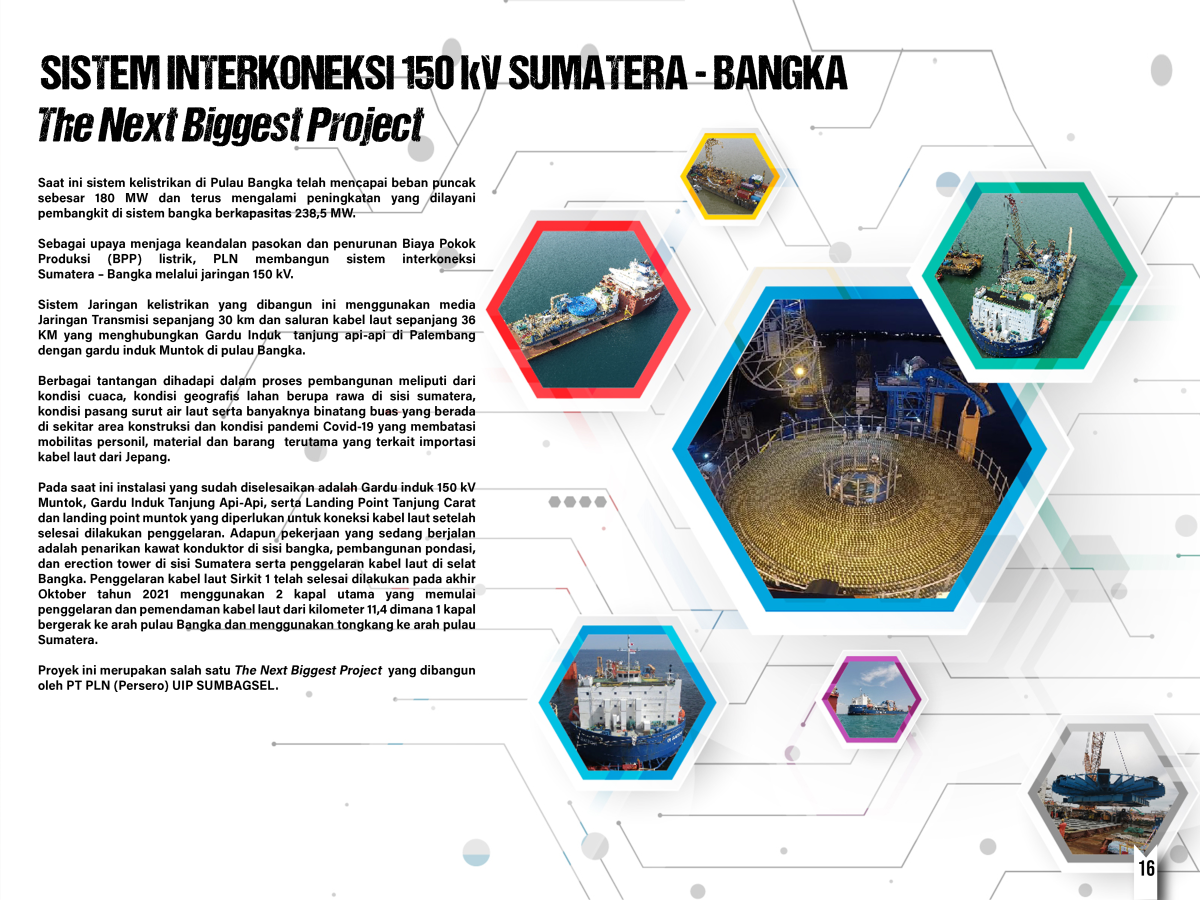 SISTEM INTERKONEKSI 150 kV SUMATERA - BANGKA
The Next Biggest Project
Saat ini sistem kelistrikan di Pulau Bangka telah mencapai beban puncak
sebesar 180 MW dan terus mengalami peningkatan yang dilayani
pembangkit di sistem bangka berkapasitas 238,5 MW.
Sebagai upaya menjaga keandalan pasokan dan penurunan Biaya Pokok
Produksi (BPP) listrik, PLN membangun sistem interkoneksi
Sumatera – Bangka melalui jaringan 150 kV.
Sistem Jaringan kelistrikan yang dibangun ini menggunakan media
Jaringan Transmisi sepanjang 30 km dan saluran kabel laut sepanjang 36
KM yang menghubungkan Gardu Induk tanjung api-api di Palembang
dengan gardu induk Muntok di pulau Bangka.
Berbagai tantangan dihadapi dalam proses pembangunan meliputi dari
kondisi cuaca, kondisi geografis lahan berupa rawa di sisi sumatera,
kondisi pasang surut air laut serta banyaknya binatang buas yang berada
di sekitar area konstruksi dan kondisi pandemi Covid-19 yang membatasi
mobilitas personil, material dan barang terutama yang terkait importasi
kabel laut dari Jepang.
Pada saat ini instalasi yang sudah diselesaikan adalah Gardu induk 150 kV
Muntok, Gardu Induk Tanjung Api-Api, serta Landing Point Tanjung Carat
dan landing point muntok yang diperlukan untuk koneksi kabel laut setelah
selesai dilakukan penggelaran. Adapun pekerjaan yang sedang berjalan
adalah penarikan kawat konduktor di sisi bangka, pembangunan pondasi,
dan erection tower di sisi Sumatera serta penggelaran kabel laut di selat
Bangka. Penggelaran kabel laut Sirkit 1 telah selesai dilakukan pada akhir
Oktober tahun 2021 menggunakan 2 kapal utama yang memulai
penggelaran dan pemendaman kabel laut dari kilometer 11,4 dimana 1 kapal
bergerak ke arah pulau Bangka dan menggunakan tongkang ke arah pulau
Sumatera.
Proyek ini merupakan salah satu The Next Biggest Project yang dibangun
oleh PT PLN (Persero) UIP SUMBAGSEL.
16